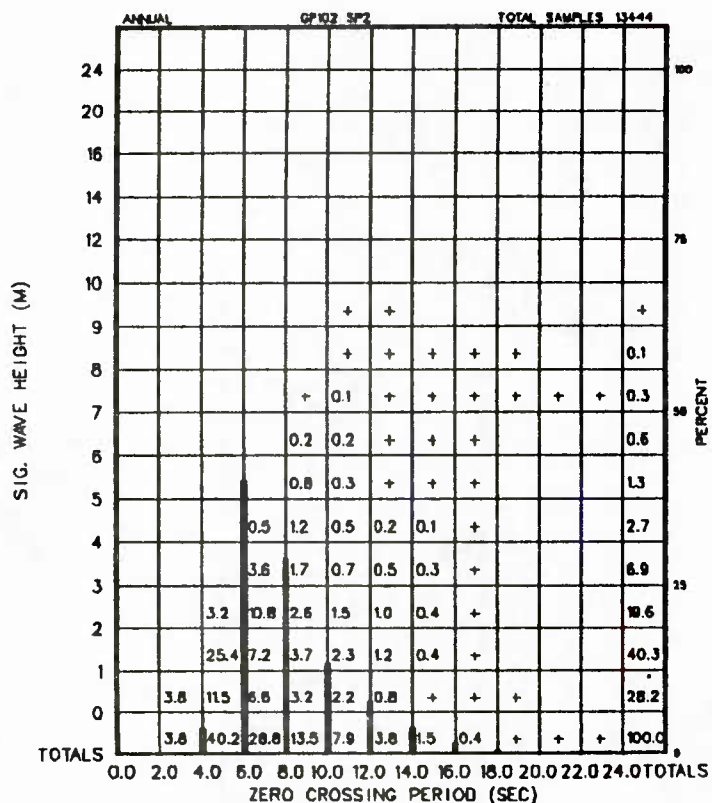 ANNUAL GP102 SP2 TOTAL SAMPLES 13444
24 100
20
16
14
12 75
10
+ + +
9
+ + + + + 0.1
8
+ 0.1 + + + + + + 0.3
7 50
0.2 0.2 + + + 0.6
6
0.8 0.3 + + + 1.3
5
0.5 1.2 0.5 0.2 0.1 + 2.7
4
3.6 1.7 0.7 0.5 0.3 + 6.9
3 25
3.2 10.8 2.6 1.5 1.0 0.4 + 19.6
2
25.4 7.2 3.7 2.3 1.2 0.4 + 40.3
1
3.8 11.5 6.6 3.2 2.2 0.8 + + + 28.2
0
3.8 40.2 28.8 13.5 7.9 3.8 1.5 0.4 + + + 100.0
TOTALS 0
0.0 2.0 4.0 6.0 8.0 10.0 12.0 14.0 16.0 18.0 20.0 22.0 24.0 TOTALS
ZERO CROSSING PERIOD (SEC)
SIG. WAVE HEIGHT (M)
PERCENT